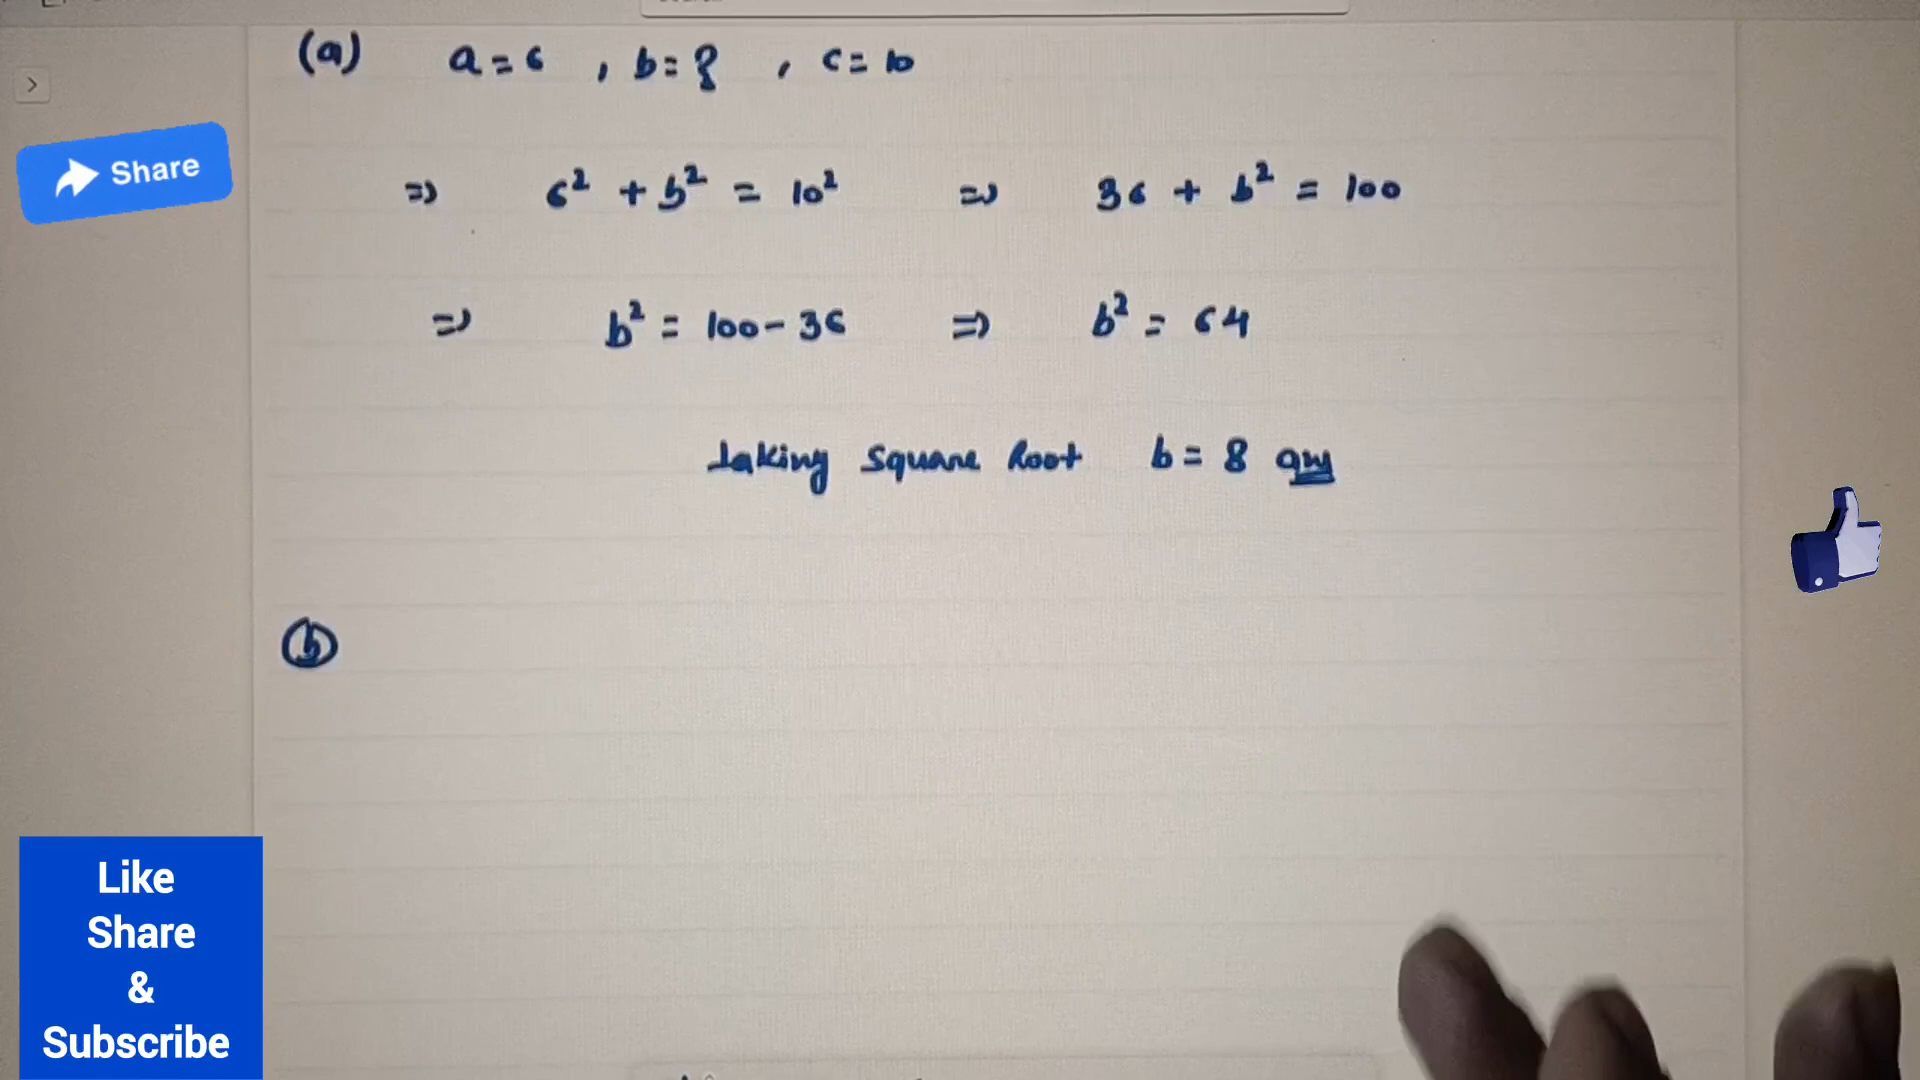 (a) a = 6 , b = ? , c = 10
Share
⇒ 6² + b² = 10² ⇒ 36 + b² = 100
⇒ b² = 100 - 36 ⇒ b² = 64
taking square Root b = 8 ans
(b)
Like
Share
&
Subscribe